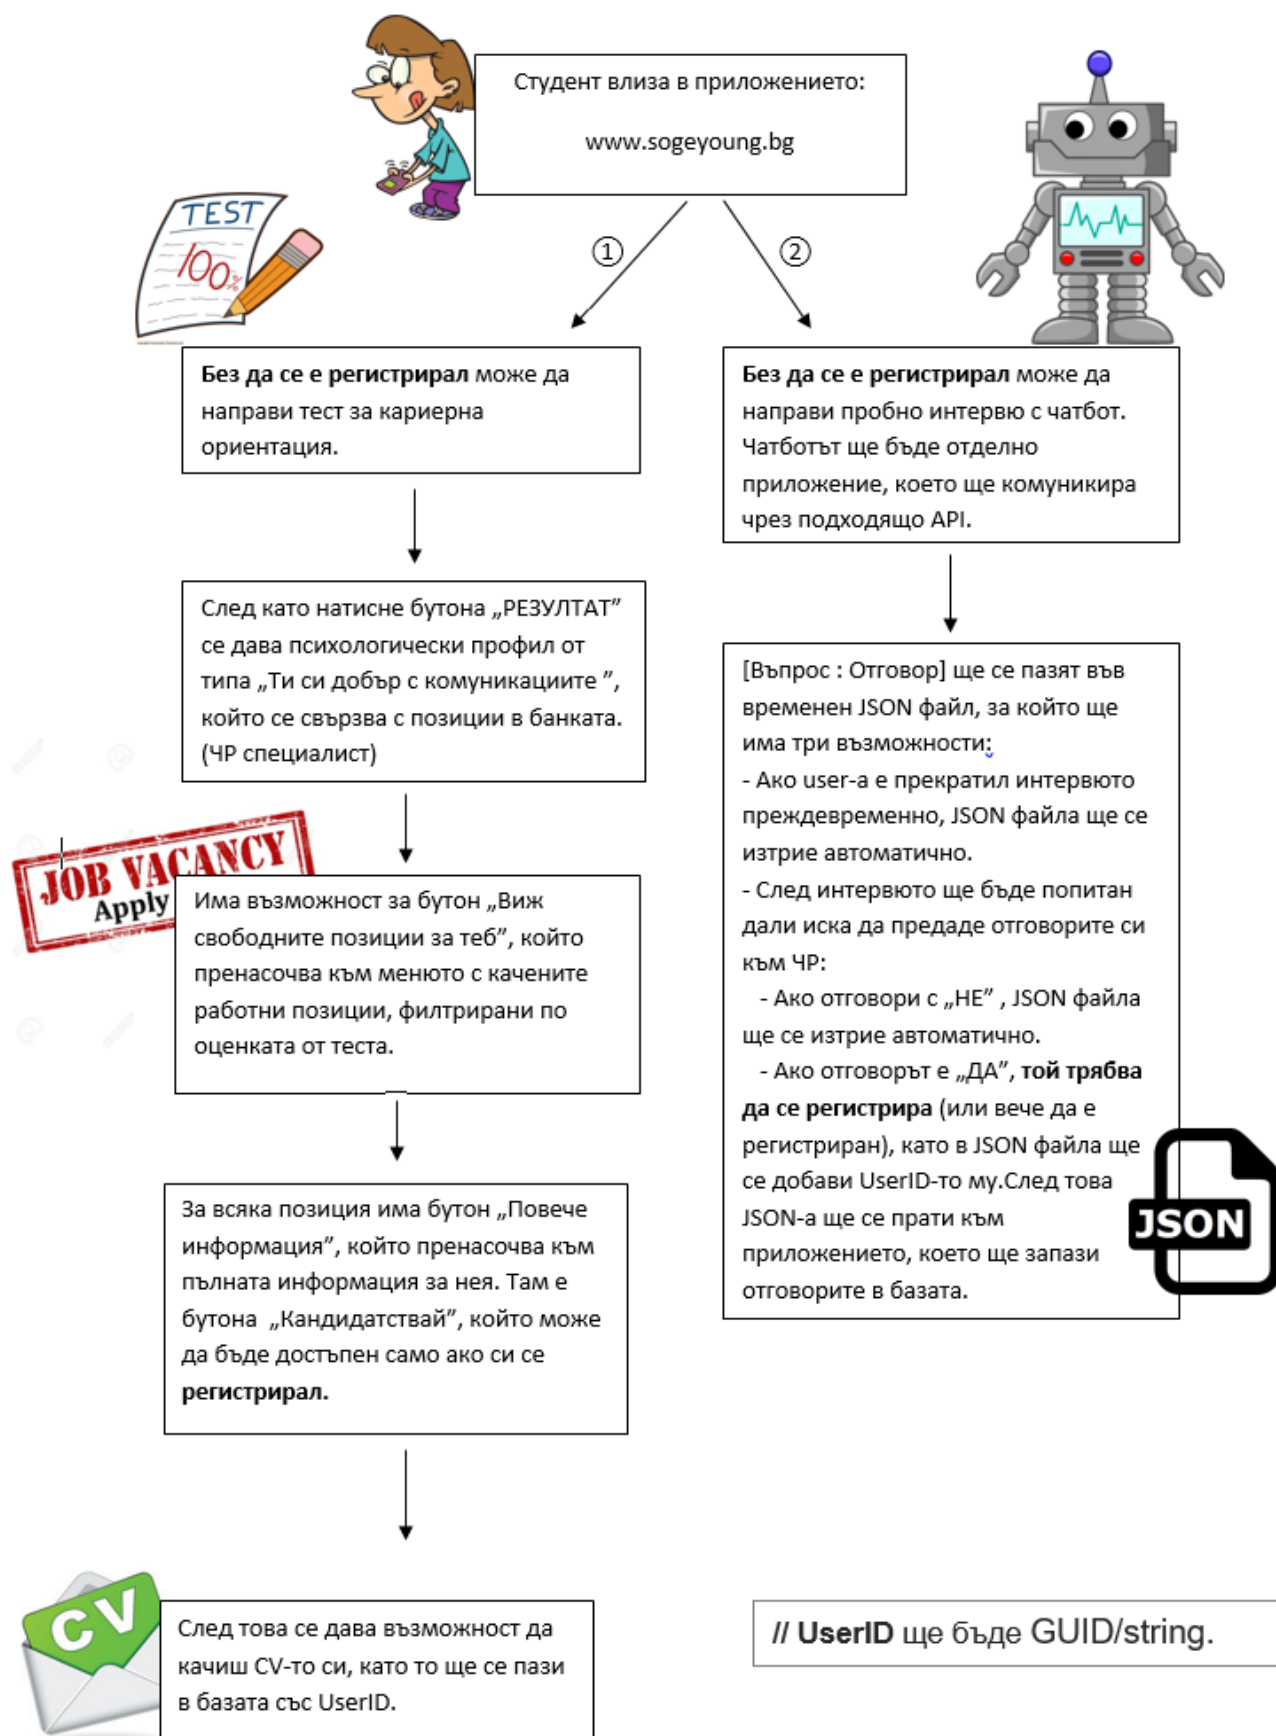 Студент влиза в приложението:
www.sogeyoung.bg
TEST
100%
①
②
Без да се е регистрирал може да
направи тест за кариерна
ориентация.
След като натисне бутона „РЕЗУЛТАТ”
се дава психологически профил от
типа „Ти си добър с комуникациите ”,
който се свързва с позиции в банката.
(ЧР специалист)
JOB VACANCY
Apply
Има възможност за бутон „Виж
свободните позиции за теб”, който
пренасочва към менюто с качените
работни позиции, филтрирани по
оценката от теста.
За всяка позиция има бутон „Повече
информация”, който пренасочва към
пълната информация за нея. Там е
бутона „Кандидатствай”, който може
да бъде достъпен само ако си се
регистрирал.
CV
След това се дава възможност да
качиш CV-то си, като то ще се пази
в базата със UserID.
Без да се е регистрирал може да
направи пробно интервю с чатбот.
Чатботът ще бъде отделно
приложение, което ще комуникира
чрез подходящо API.
[Въпрос : Отговор] ще се пазят във
временен JSON файл, за който ще
има три възможности:
- Ако user-а е прекратил интервюто
преждевременно, JSON файла ще се
изтрие автоматично.
- След интервюто ще бъде попитан
дали иска да предаде отговорите си
към ЧР:
- Ако отговори с „НЕ” , JSON файла
ще се изтрие автоматично.
- Ако отговорът е „ДА”, той трябва
да се регистрира (или вече да е
регистриран), като в JSON файла ще
се добави UserID-то му.След това
JSON-а ще се прати към
приложението, което ще запази
отговорите в базата.
JSON
// UserID ще бъде GUID/string.